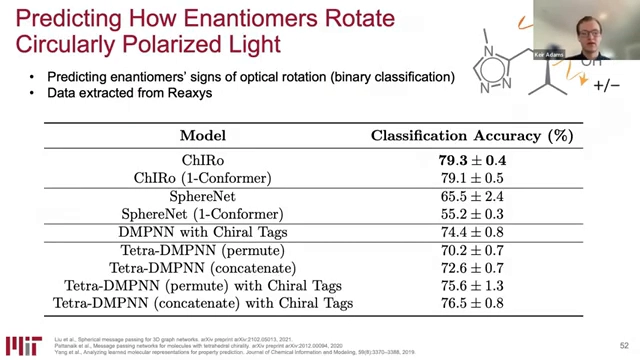 Predicting How Enantiomers Rotate
Circularly Polarized Light
• Predicting enantiomers' signs of optical rotation (binary classification)
• Data extracted from Reaxys
N
N-N
OH
+/−
Keir Adams
Model Classification Accuracy (%)
ChIRo 79.3 ± 0.4
ChIRo (1-Conformer) 79.1 ± 0.5
SphereNet 65.5 ± 2.4
SphereNet (1-Conformer) 55.2 ± 0.3
DMPNN with Chiral Tags 74.4 ± 0.8
Tetra-DMPNN (permute) 70.2 ± 0.7
Tetra-DMPNN (concatenate) 72.6 ± 0.7
Tetra-DMPNN (permute) with Chiral Tags 75.6 ± 1.3
Tetra-DMPNN (concatenate) with Chiral Tags 76.5 ± 0.8
MIT
Liu et al., Spherical message passing for 3D graph networks. arXiv preprint arXiv:2102.05013, 2021.
Pattanaik et al., Message passing networks for molecules with tetrahedral chirality. arXiv preprint arXiv:2012.00094, 2020
Yang et al., Analyzing learned molecular representations for property prediction. Journal of Chemical Information and Modeling, 59(8):3370–3388, 2019.
52